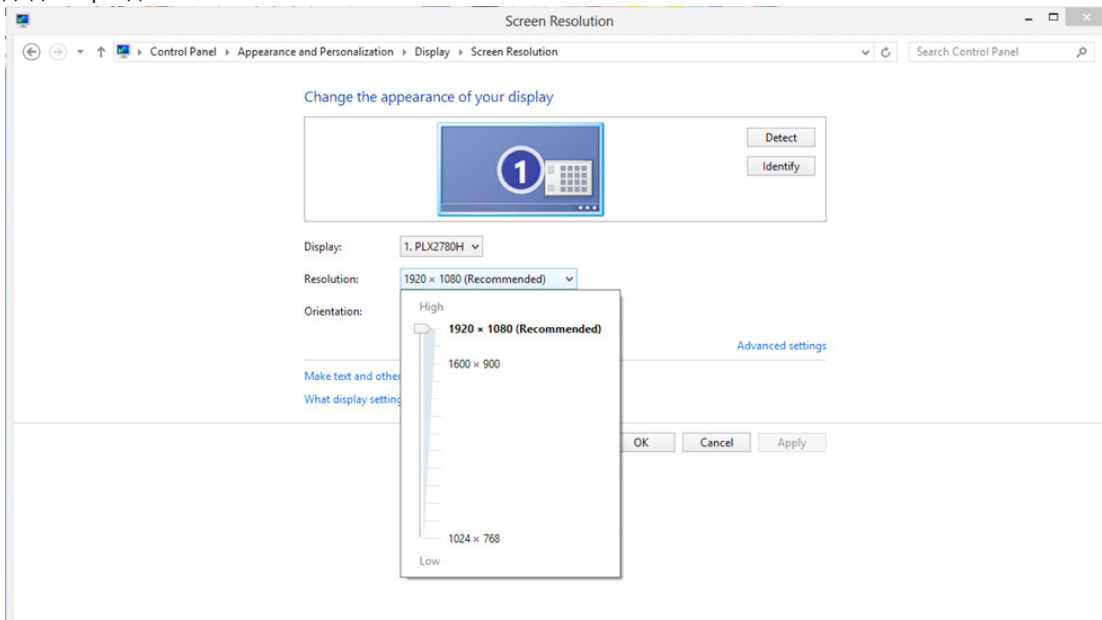 Screen Resolution
Control Panel Appearance and Personalization Display Screen Resolution
Search Control Panel
Change the appearance of your display
1
Detect
Identify
Display: 1. PLX2780H
Resolution: 1920 × 1080 (Recommended)
Orientation:
High
1920 × 1080 (Recommended)
1600 × 900
1024 × 768
Low
Advanced settings
Make text and other
What display setting
OK Cancel Apply